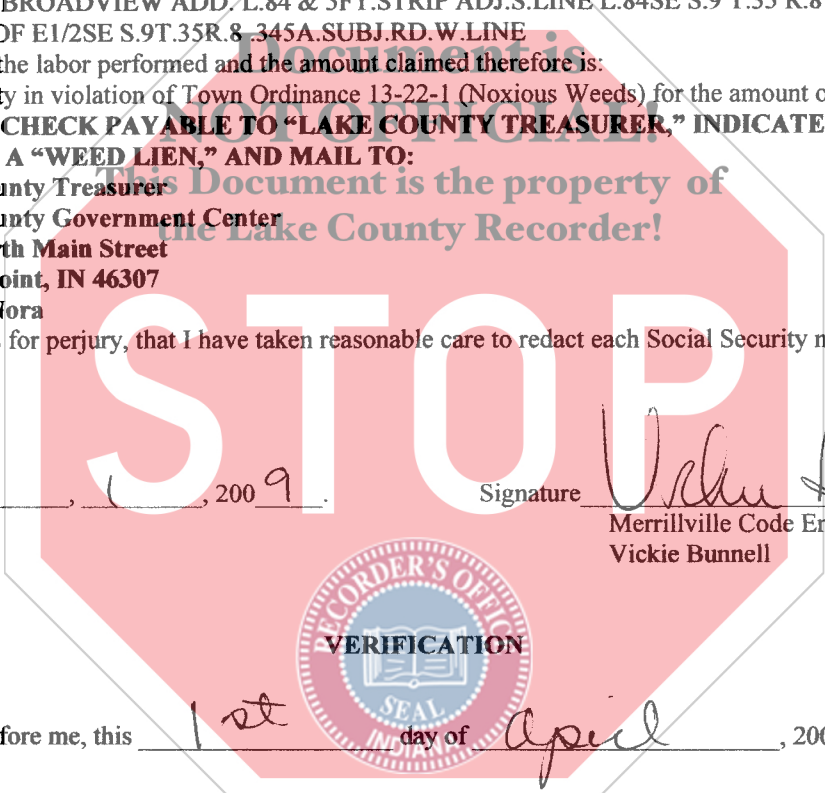 BROADVIEW ADD. L.84 & 5FT.STRIP ADJ.S.LINE L.84SE S.9 T.35 R.8
OF E1/2SE S.9T.35R.8 .345A.SUBJ.RD.W.LINE
the labor performed and the amount claimed therefore is:
Document is
ty in violation of Town Ordinance 13-22-1 (Noxious Weeds) for the amount
NOT OFFICIAL!
CHECK PAYABLE TO “LAKE COUNTY TREASURER,” INDICATE
A “WEED LIEN,” AND MAIL TO:
unty Treasurer
This Document is the property of
unty Government Center
the Lake County Recorder!
th Main Street
oint, IN 46307
Nora
for perjury, that I have taken reasonable care to redact each Social Security
STOP
, 1, 2009. Signature Vicki
Merrillville Code
Vickie Bunnell
RECORDER'S OFFICE
VERIFICATION
SEAL
INDIANA
fore me, this 1st day of April, 200